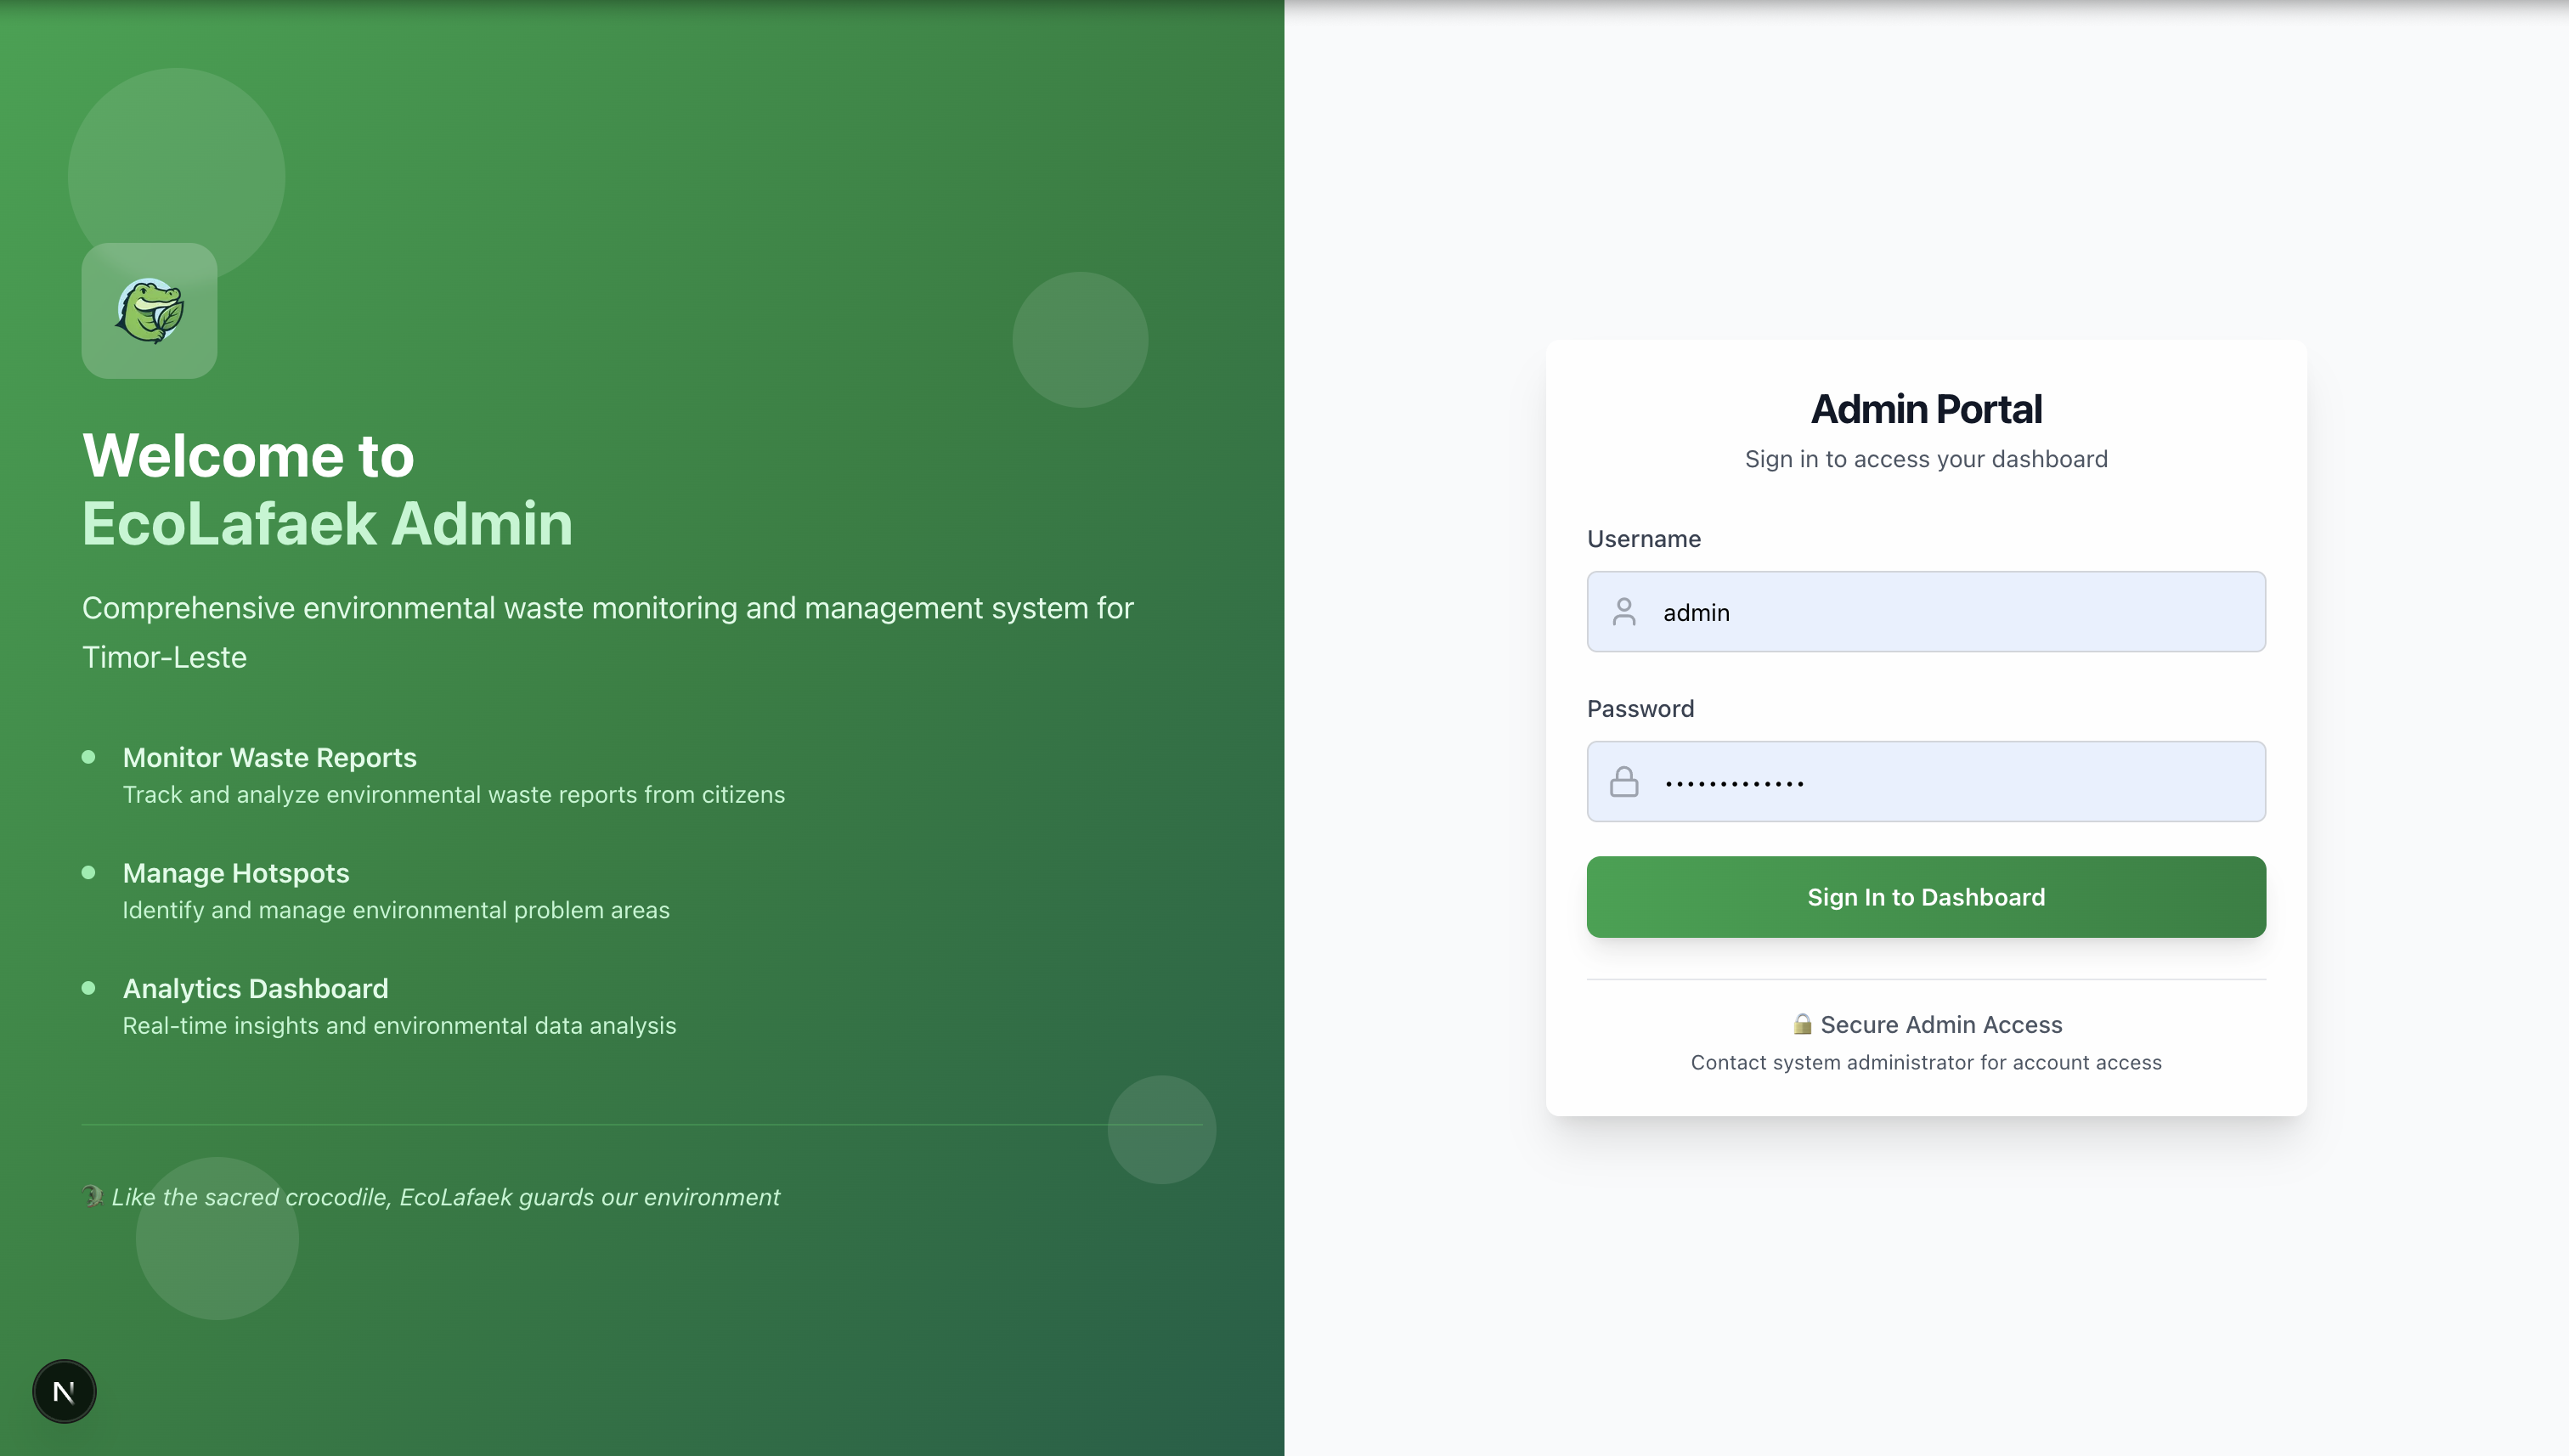 Welcome to
EcoLafaek Admin
Comprehensive environmental waste monitoring and management system for
Timor-Leste
Monitor Waste Reports
Track and analyze environmental waste reports from citizens
Manage Hotspots
Identify and manage environmental problem areas
Analytics Dashboard
Real-time insights and environmental data analysis
🐊 Like the sacred crocodile, EcoLafaek guards our environment
N
Admin Portal
Sign in to access your dashboard
Username
admin
Password
•••••••••••••
Sign In to Dashboard
🔒 Secure Admin Access
Contact system administrator for account access